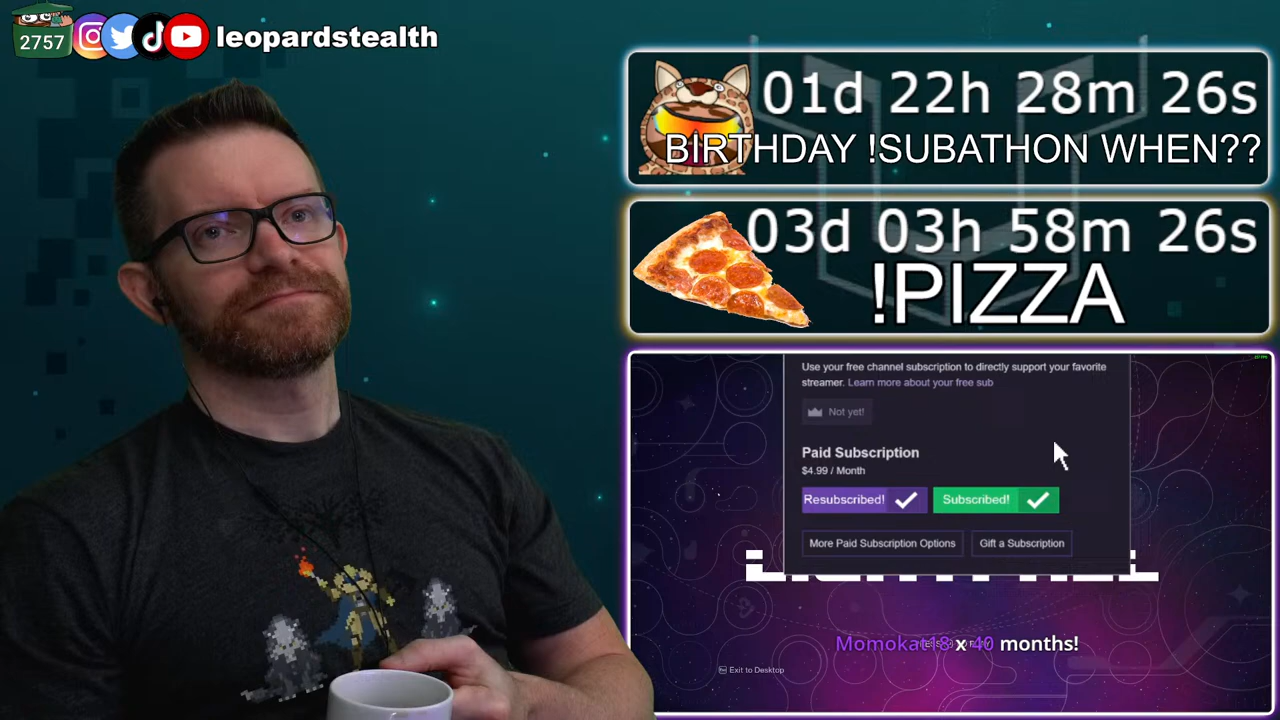 2757
leopardstealth
01d 22h 28m 26s
BIRTHDAY !SUBATHON WHEN??
03d 03h 58m 26s
!PIZZA
Use your free channel subscription to directly support your favorite
streamer. Learn more about your free sub
Not yet!
Paid Subscription
$4.99 / Month
Resubscribed!
Subscribed!
More Paid Subscription Options
Gift a Subscription
Momokat18 x 40 months!
Exit to Desktop